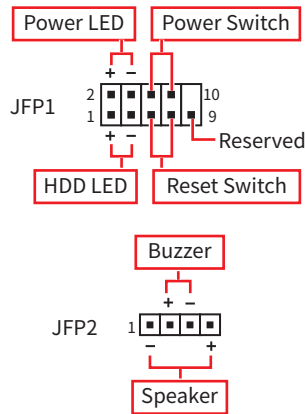 Power LED Power Switch
+ −
2 10
JFP1
1 9
+ − Reserved
HDD LED Reset Switch
Buzzer
+ −
JFP2 1
− +
Speaker